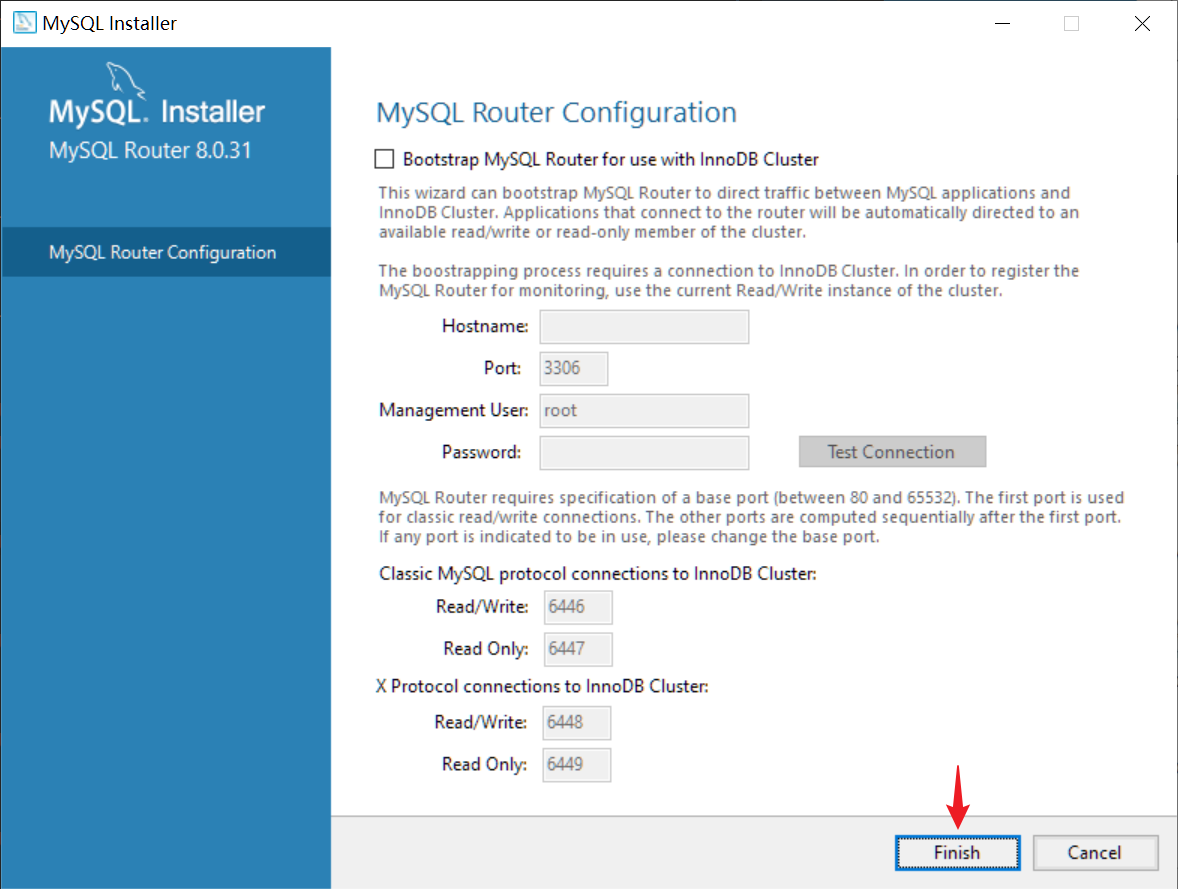 MySQL Installer
MySQL. Installer
MySQL Router 8.0.31
MySQL Router Configuration
MySQL Router Configuration
Bootstrap MySQL Router for use with InnoDB Cluster
This wizard can bootstrap MySQL Router to direct traffic between MySQL applications and
InnoDB Cluster. Applications that connect to the router will be automatically directed to an
available read/write or read-only member of the cluster.
The boostrapping process requires a connection to InnoDB Cluster. In order to register the
MySQL Router for monitoring, use the current Read/Write instance of the cluster.
Hostname:
Port: 3306
Management User: root
Password: Test Connection
MySQL Router requires specification of a base port (between 80 and 65532). The first port is used
for classic read/write connections. The other ports are computed sequentially after the first port.
If any port is indicated to be in use, please change the base port.
Classic MySQL protocol connections to InnoDB Cluster:
Read/Write: 6446
Read Only: 6447
X Protocol connections to InnoDB Cluster:
Read/Write: 6448
Read Only: 6449
Finish Cancel